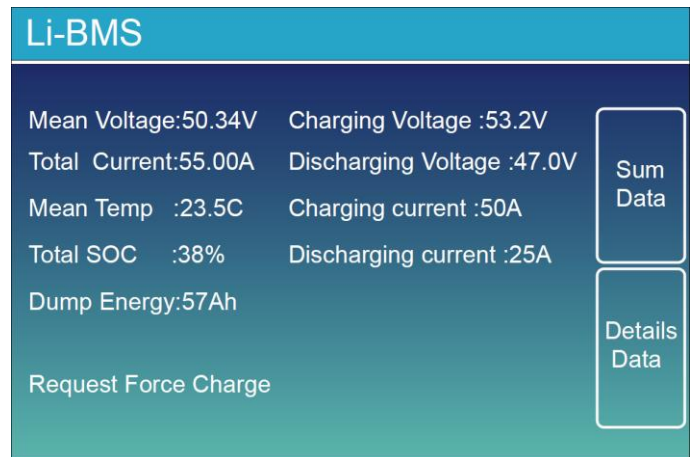 Li-BMS
Mean Voltage:50.34V
Total Current:55.00A
Mean Temp :23.5C
Total SOC :38%
Dump Energy:57Ah
Request Force Charge
Charging Voltage :53.2V
Discharging Voltage :47.0V
Charging current :50A
Discharging current :25A
Sum
Data
Details
Data